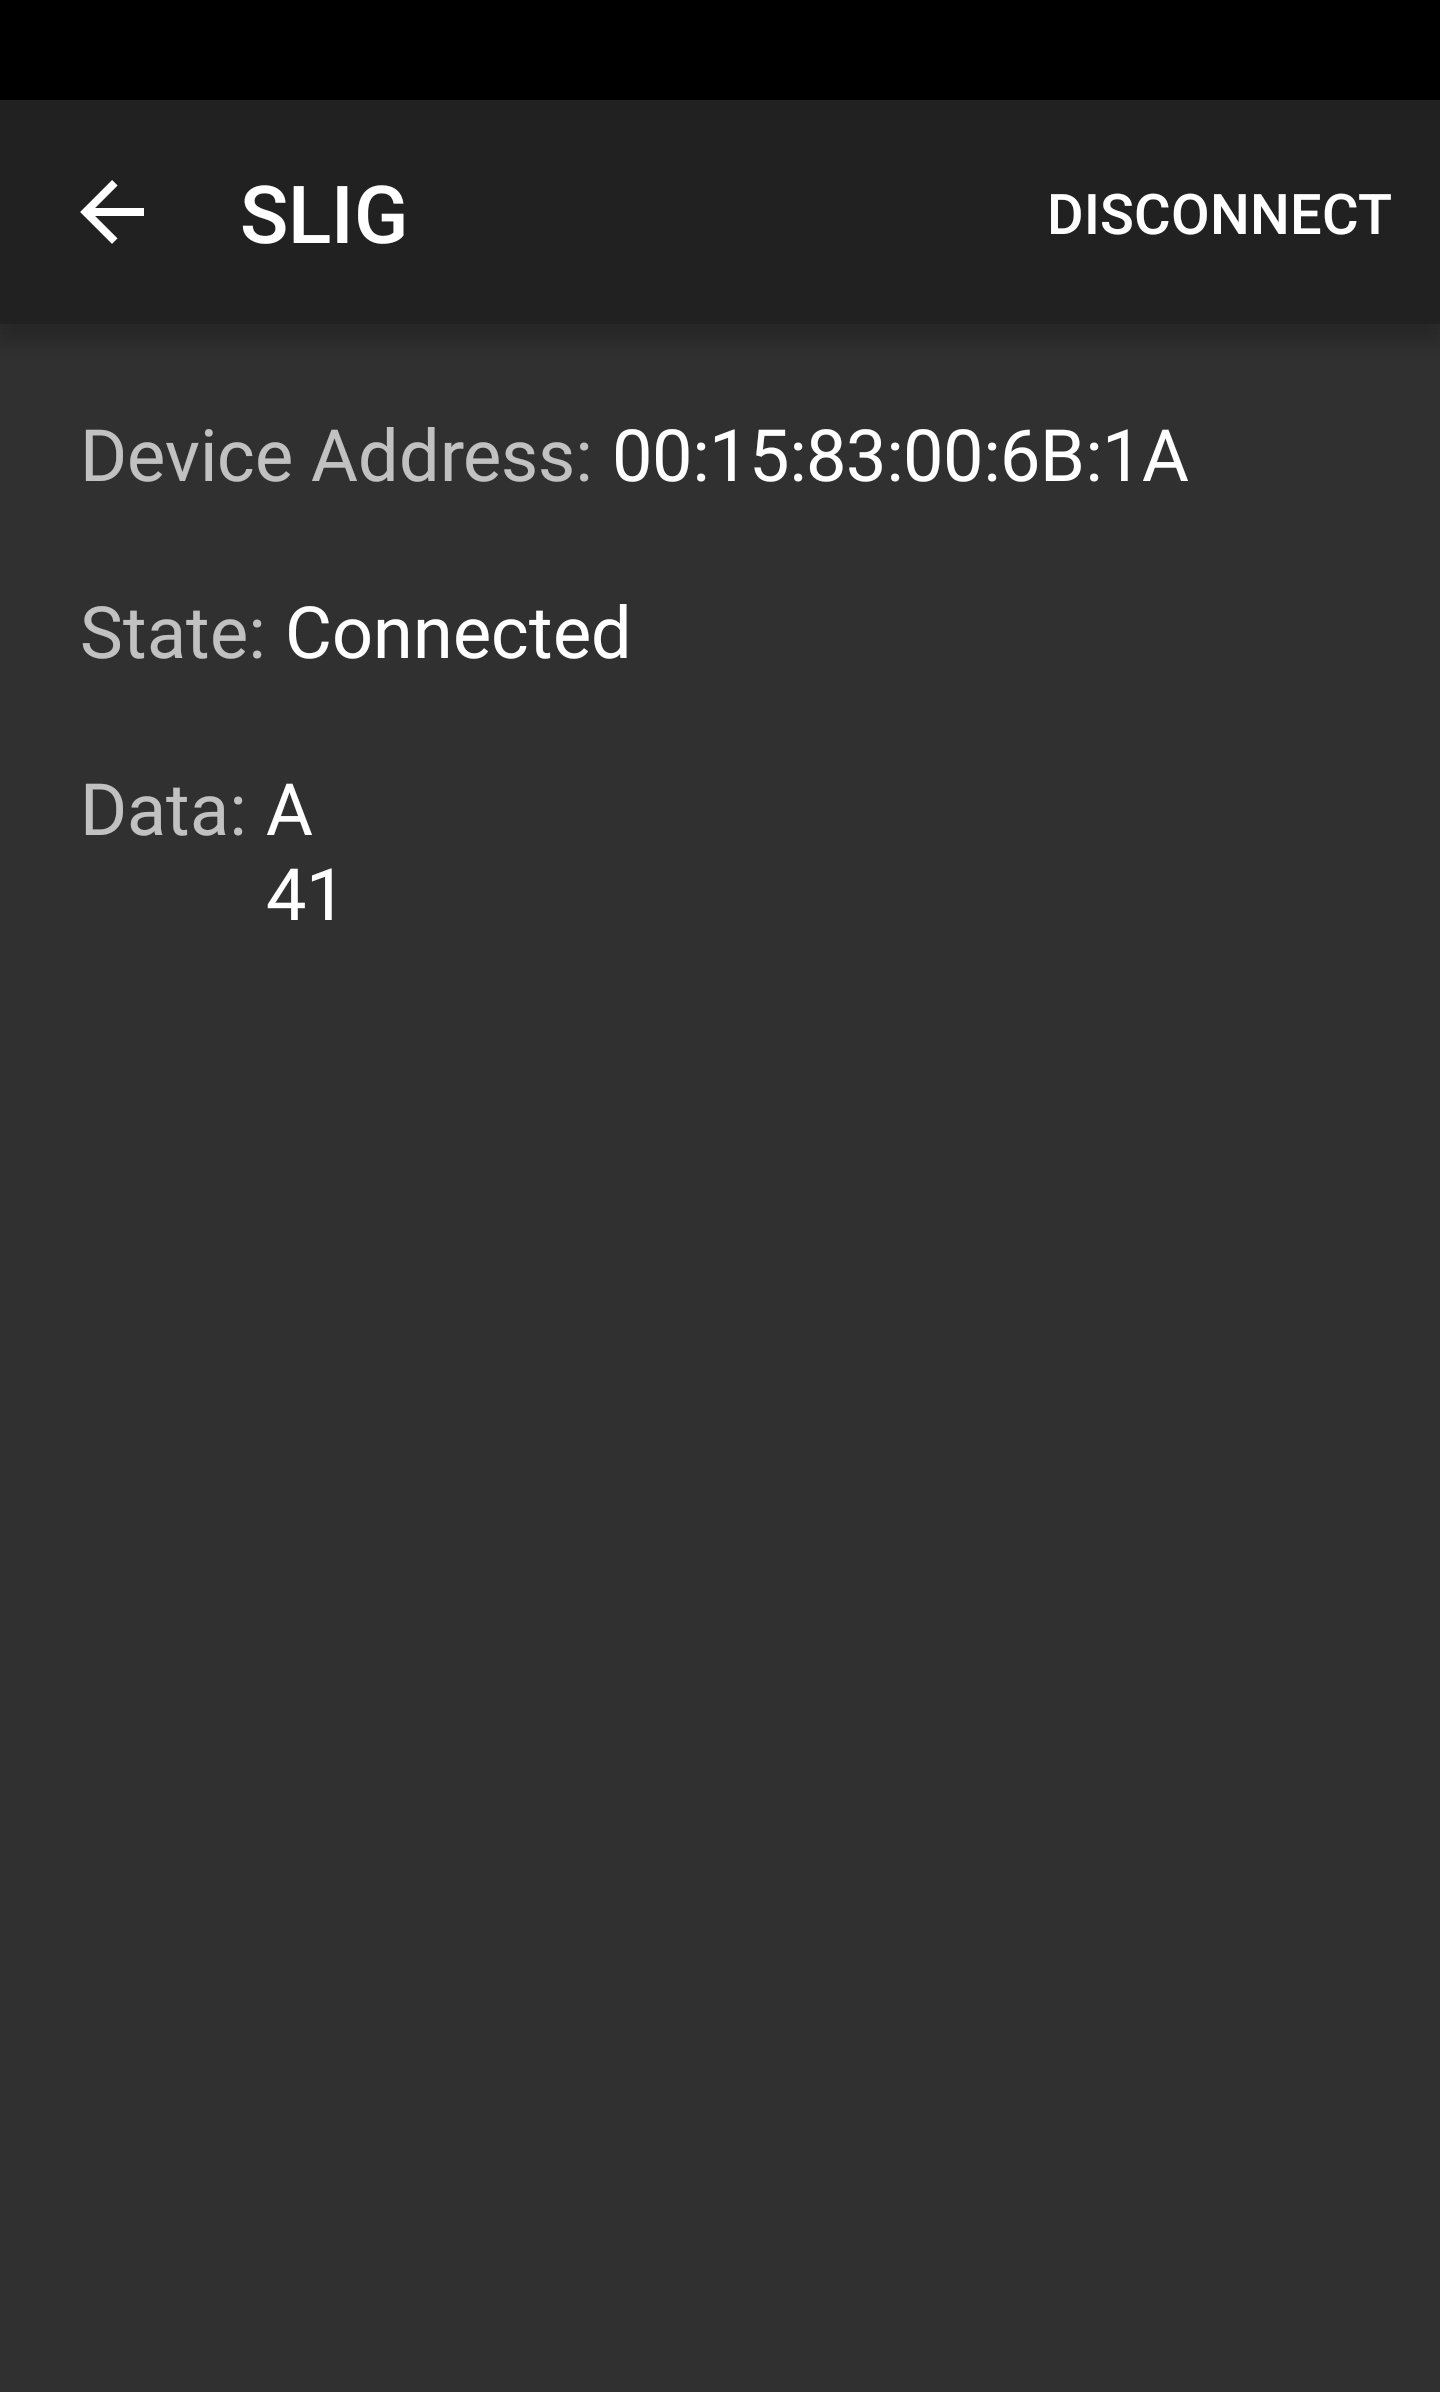 SLIG
DISCONNECT
Device Address: 00:15:83:00:6B:1A
State: Connected
Data: A
41